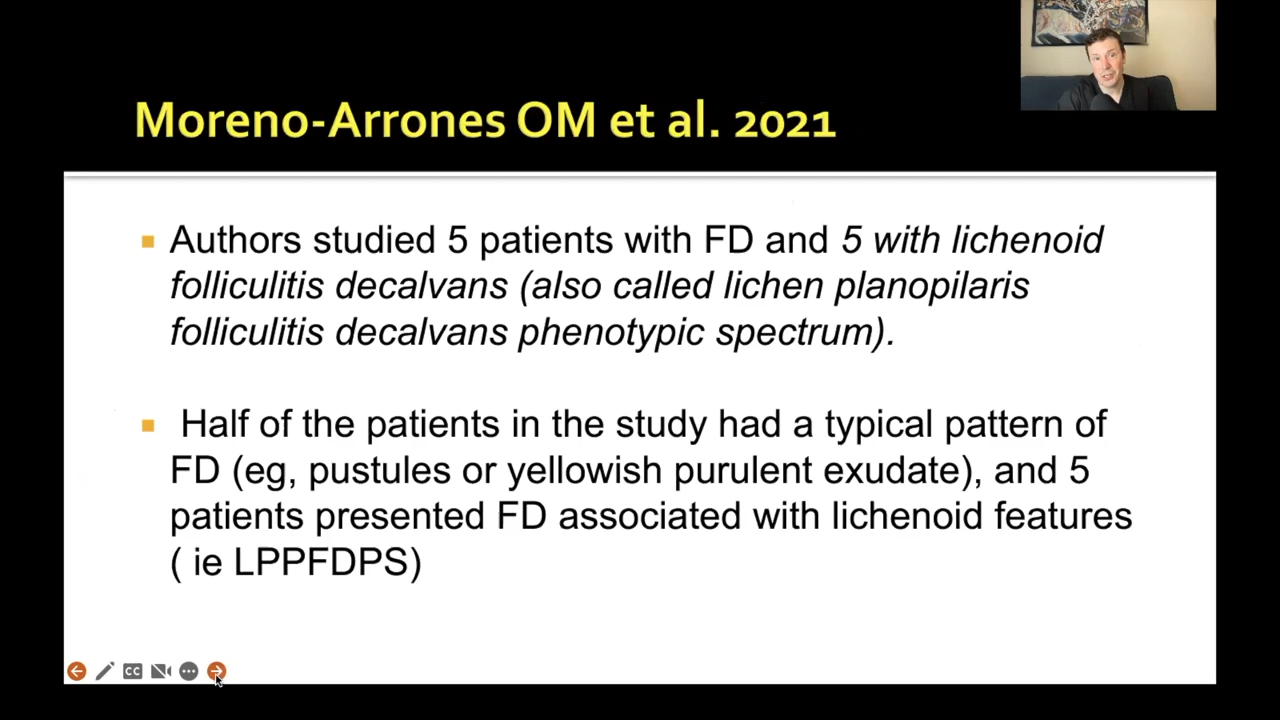 Moreno-Arrones OM et al. 2021
Authors studied 5 patients with FD and 5 with lichenoid
folliculitis decalvans (also called lichen planopilaris
folliculitis decalvans phenotypic spectrum).
Half of the patients in the study had a typical pattern of
FD (eg, pustules or yellowish purulent exudate), and 5
patients presented FD associated with lichenoid features
( ie LPPFDPS)
CC